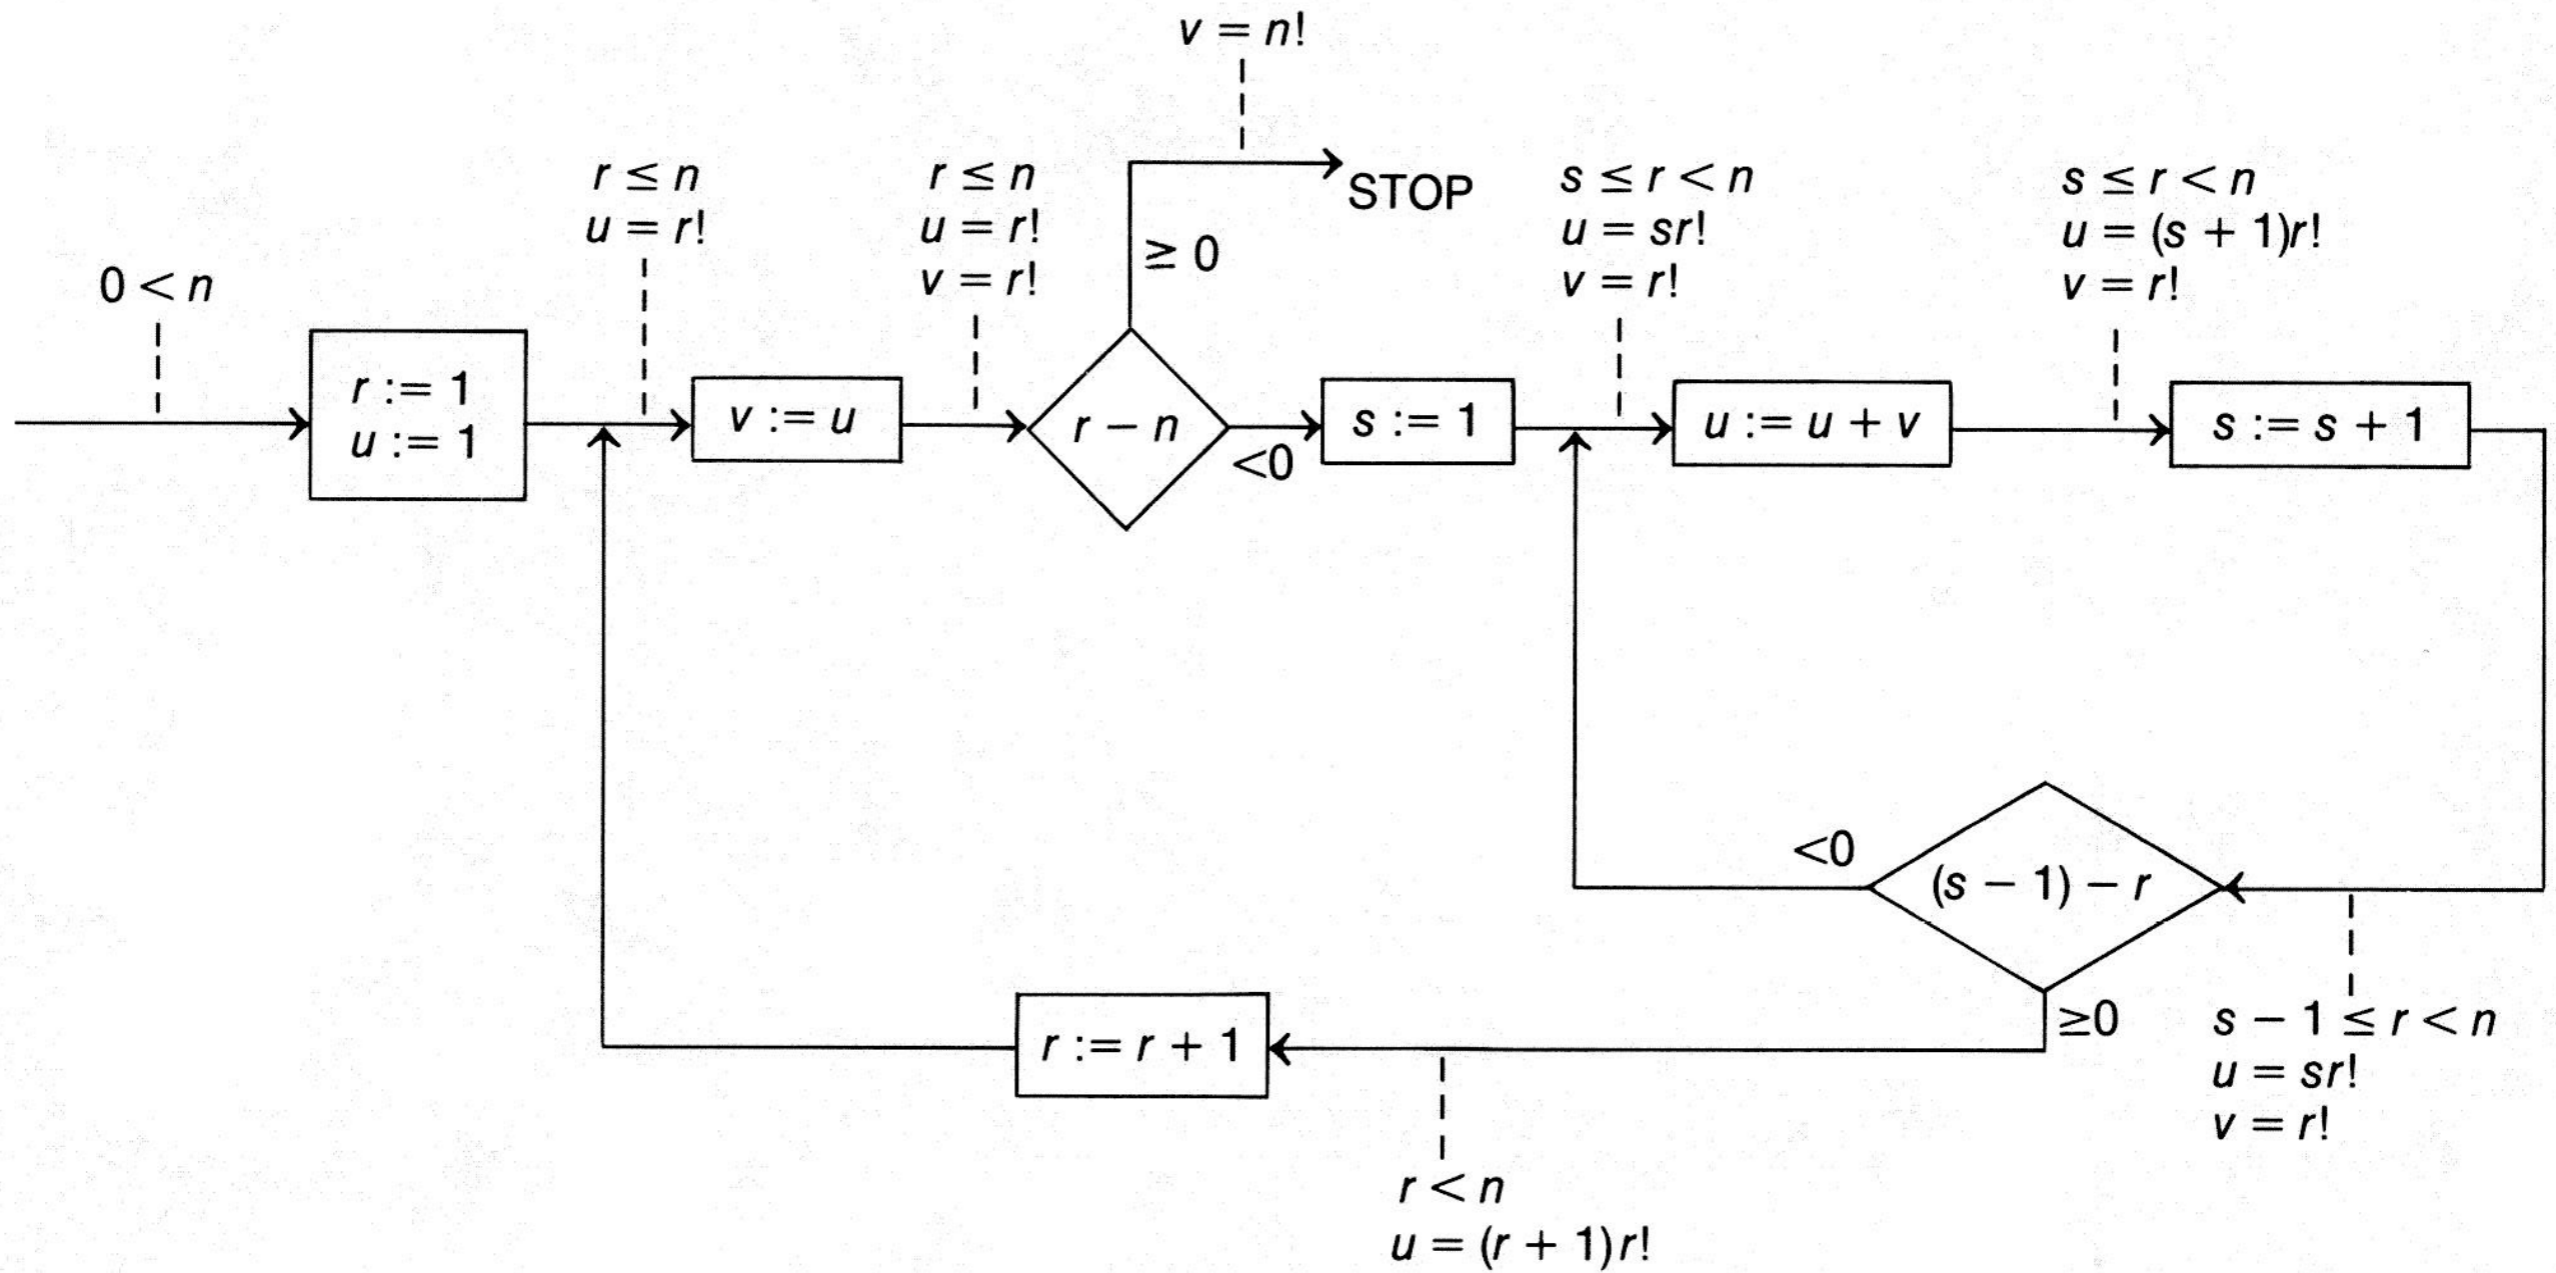 v = n!
STOP
≥ 0
0 < n
r := 1
u := 1
r ≤ n
u = r!
v := u
r ≤ n
u = r!
v = r!
r − n
<0
s := 1
s ≤ r < n
u = sr!
v = r!
u := u + v
s ≤ r < n
u = (s + 1)r!
v = r!
s := s + 1
(s − 1) − r
<0
≥0
s − 1 ≤ r < n
u = sr!
v = r!
r := r + 1
r < n
u = (r + 1)r!